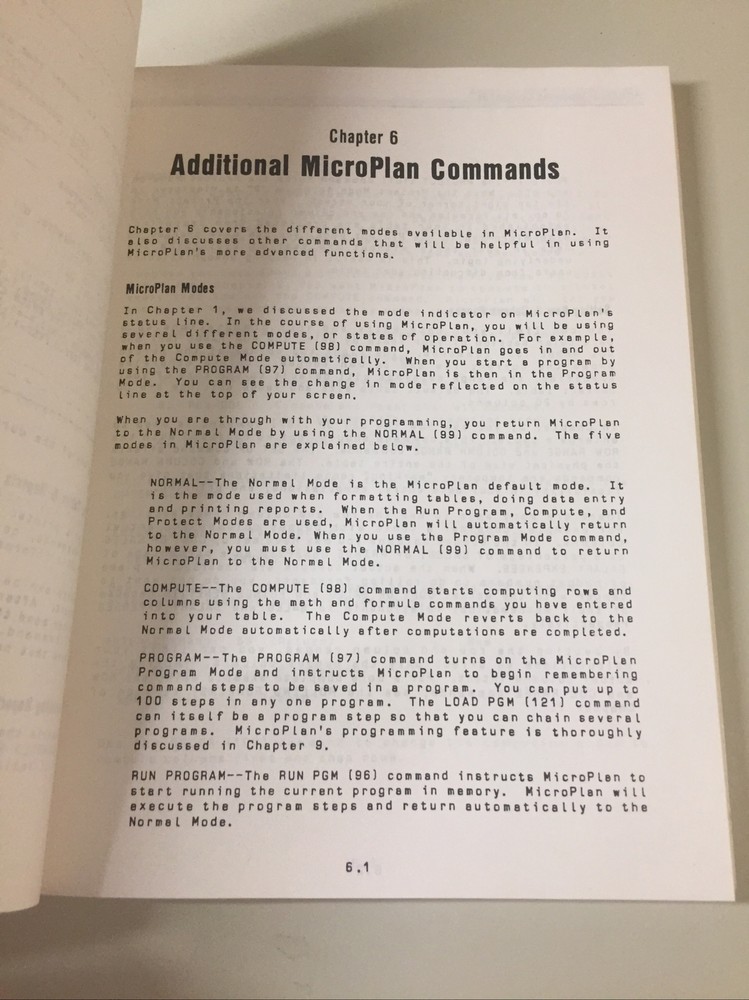 Chapter 6
Additional MicroPlan Commands
Chapter 6 covers the different modes available in MicroPlan. It
also discusses other commands that will be helpful in using
MicroPlan's more advanced functions.
MicroPlan Modes
In Chapter 1, we discussed the mode indicator on MicroPlan's
status line. In the course of using MicroPlan, you will be using
several different modes, or states of operation. For example,
when you use the COMPUTE (98) command, MicroPlan goes in and out
of the Compute Mode automatically. When you start a program by
using the PROGRAM (97) command, MicroPlan is then in the Program
Mode. You can see the change in mode reflected on the status
line at the top of your screen.
When you are through with your programming, you return MicroPlan
to the Normal Mode by using the NORMAL (99) command. The five
modes in MicroPlan are explained below.
NORMAL--The Normal Mode is the MicroPlan default mode. It
is the mode used when formatting tables, doing data entry
and printing reports. When the Run Program, Compute, and
Protect Modes are used, MicroPlan will automatically return
to the Normal Mode. When you use the Program Mode command,
however, you must use the NORMAL (99) command to return
MicroPlan to the Normal Mode.
COMPUTE--The COMPUTE (98) command starts computing rows and
columns using the math and formula commands you have entered
into your table. The Compute Mode reverts back to the
Normal Mode automatically after computations are completed.
PROGRAM--The PROGRAM (97) command turns on the MicroPlan
Program Mode and instructs MicroPlan to begin remembering
command steps to be saved in a program. You can put up to
100 steps in any one program. The LOAD PGM (121) command
can itself be a program step so that you can chain several
programs. MicroPlan's programming feature is thoroughly
discussed in Chapter 9.
RUN PROGRAM--The RUN PGM (96) command instructs MicroPlan to
start running the current program in memory. MicroPlan will
execute the program steps and return automatically to the
Normal Mode.
6.1